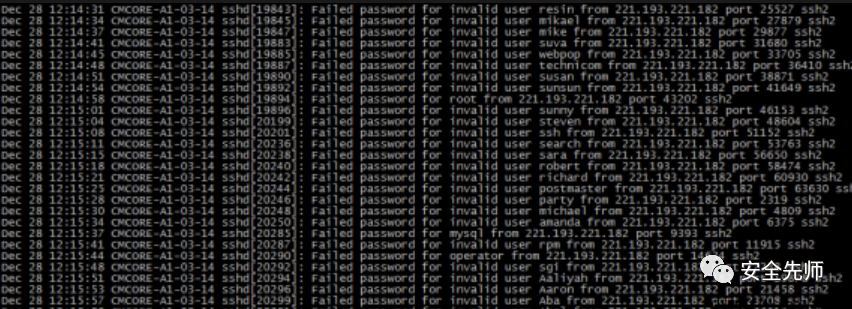 Dec 28 12:14:31 CMCORE-A1-03-14 sshd[19843]: Failed password for invalid user resin from 221.193.221.182 port 25527 ssh2
Dec 28 12:14:34 CMCORE-A1-03-14 sshd[19845]: Failed password for invalid user mikael from 221.193.221.182 port 27879 ssh2
Dec 28 12:14:37 CMCORE-A1-03-14 sshd[19847]: Failed password for invalid user mike from 221.193.221.182 port 29877 ssh2
Dec 28 12:14:41 CMCORE-A1-03-14 sshd[19883]: Failed password for invalid user suva from 221.193.221.182 port 31680 ssh2
Dec 28 12:14:45 CMCORE-A1-03-14 sshd[19885]: Failed password for invalid user webpop from 221.193.221.182 port 33705 ssh2
Dec 28 12:14:48 CMCORE-A1-03-14 sshd[19887]: Failed password for invalid user technicom from 221.193.221.182 port 36410 ssh2
Dec 28 12:14:51 CMCORE-A1-03-14 sshd[19890]: Failed password for invalid user susan from 221.193.221.182 port 38871 ssh2
Dec 28 12:14:54 CMCORE-A1-03-14 sshd[19892]: Failed password for invalid user sunsun from 221.193.221.182 port 41649 ssh2
Dec 28 12:14:58 CMCORE-A1-03-14 sshd[19894]: Failed password for root from 221.193.221.182 port 43202 ssh2
Dec 28 12:15:01 CMCORE-A1-03-14 sshd[19896]: Failed password for invalid user sunny from 221.193.221.182 port 46153 ssh2
Dec 28 12:15:04 CMCORE-A1-03-14 sshd[20199]: Failed password for invalid user steven from 221.193.221.182 port 48604 ssh2
Dec 28 12:15:08 CMCORE-A1-03-14 sshd[20201]: Failed password for invalid user ssh from 221.193.221.182 port 51152 ssh2
Dec 28 12:15:11 CMCORE-A1-03-14 sshd[20236]: Failed password for invalid user search from 221.193.221.182 port 53763 ssh2
Dec 28 12:15:15 CMCORE-A1-03-14 sshd[20238]: Failed password for invalid user sara from 221.193.221.182 port 56650 ssh2
Dec 28 12:15:18 CMCORE-A1-03-14 sshd[20240]: Failed password for invalid user robert from 221.193.221.182 port 58474 ssh2
Dec 28 12:15:21 CMCORE-A1-03-14 sshd[20242]: Failed password for invalid user richard from 221.193.221.182 port 60930 ssh2
Dec 28 12:15:25 CMCORE-A1-03-14 sshd[20244]: Failed password for invalid user postmaster from 221.193.221.182 port 63630 ssh2
Dec 28 12:15:28 CMCORE-A1-03-14 sshd[20246]: Failed password for invalid user party from 221.193.221.182 port 2319 ssh2
Dec 28 12:15:30 CMCORE-A1-03-14 sshd[20248]: Failed password for invalid user michael from 221.193.221.182 port 4809 ssh2
Dec 28 12:15:34 CMCORE-A1-03-14 sshd[20250]: Failed password for invalid user amanda from 221.193.221.182 port 6375 ssh2
Dec 28 12:15:37 CMCORE-A1-03-14 sshd[20285]: Failed password for mysql from 221.193.221.182 port 9393 ssh2
Dec 28 12:15:41 CMCORE-A1-03-14 sshd[20287]: Failed password for invalid user rpm from 221.193.221.182 port 11915 ssh2
Dec 28 12:15:44 CMCORE-A1-03-14 sshd[20290]: Failed password for operator from 221.193.221.182 port ssh2
Dec 28 12:15:48 CMCORE-A1-03-14 sshd[20292]: Failed password for invalid user sgi from 221.193.221.182 port
Dec 28 12:15:51 CMCORE-A1-03-14 sshd[20294]: Failed password for invalid user Aaliyah from 221.193.221.182 port
Dec 28 12:15:53 CMCORE-A1-03-14 sshd[20296]: Failed password for invalid user Aaron from 221.193.221.182 port 21458 ssh2
Dec 28 12:15:57 CMCORE-A1-03-14 sshd[20299]: Failed password for invalid user Aba from 221.193.221.182 port 23708 ssh2
安全先师